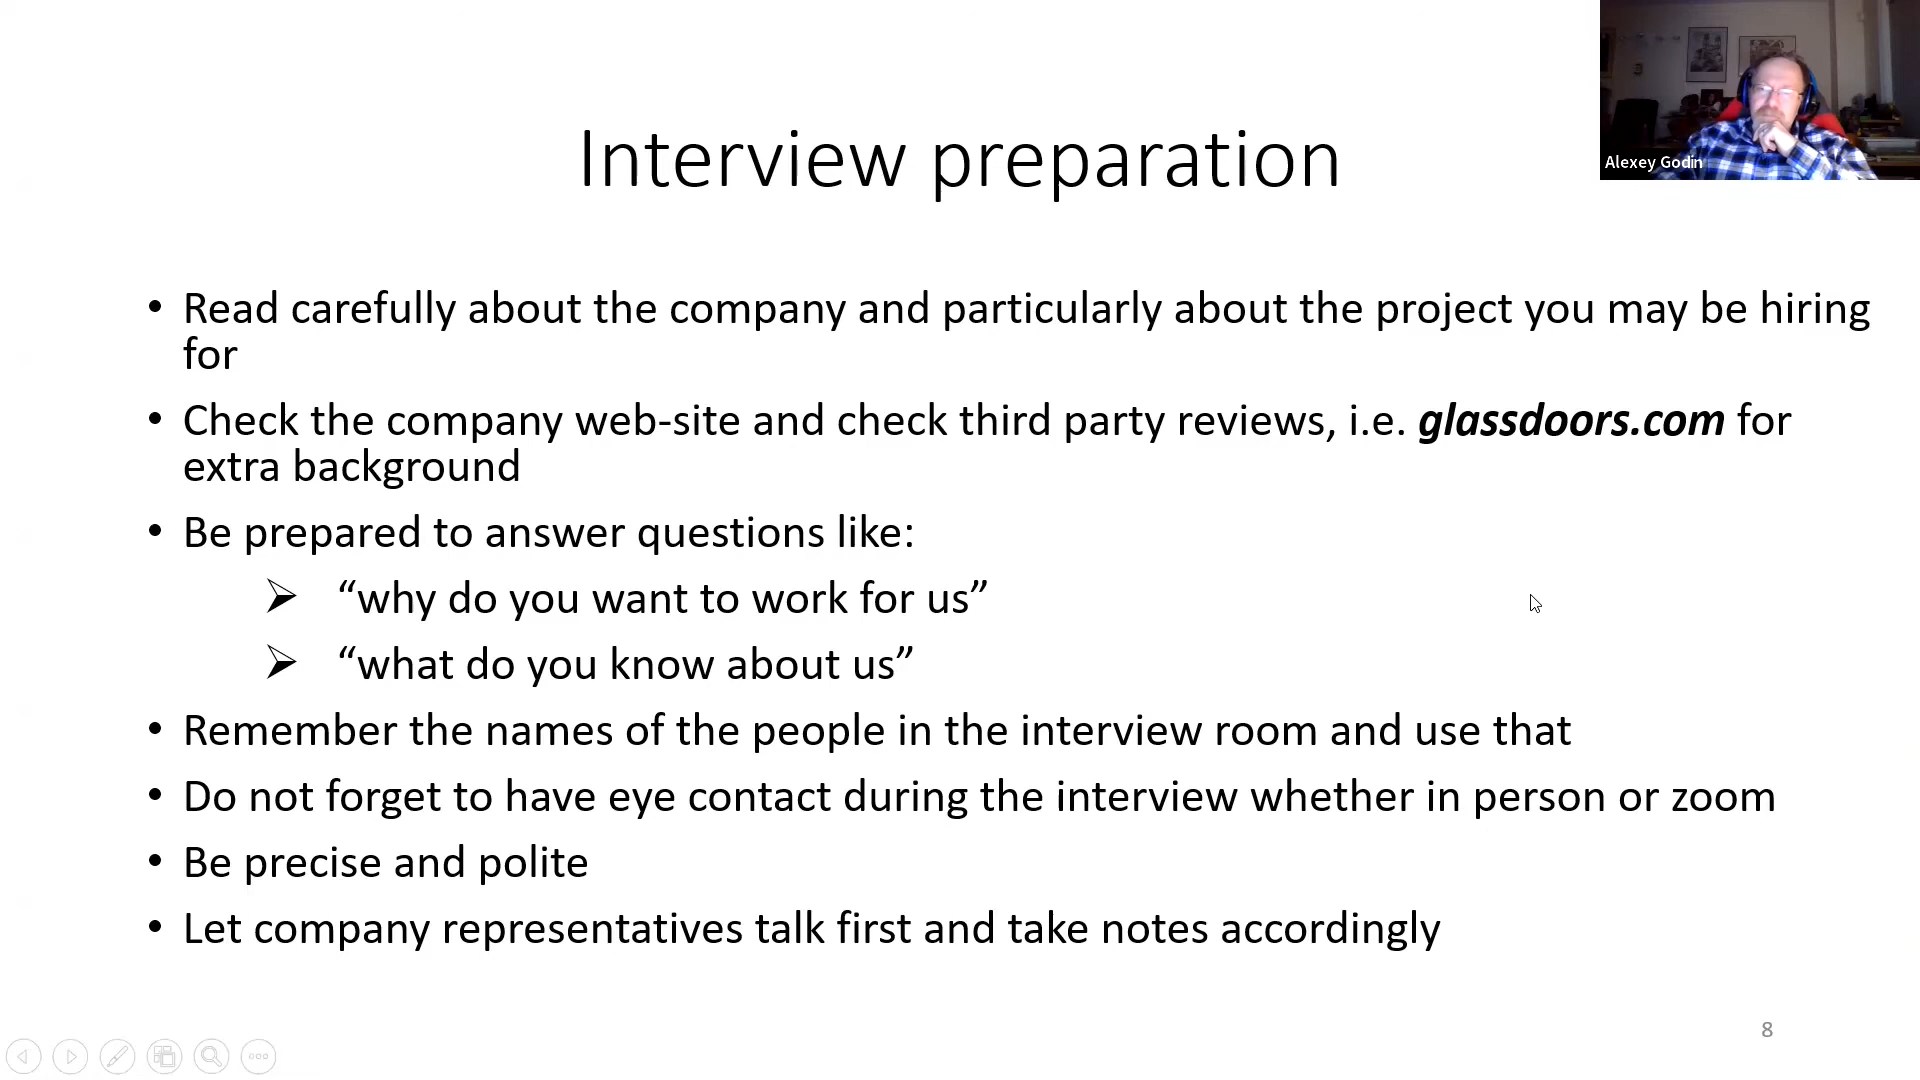 Alexey Godin
Interview preparation
• Read carefully about the company and particularly about the project you may be hiring
for
• Check the company web-site and check third party reviews, i.e. glassdoors.com for
extra background
• Be prepared to answer questions like:
➢ “why do you want to work for us”
➢ “what do you know about us”
• Remember the names of the people in the interview room and use that
• Do not forget to have eye contact during the interview whether in person or zoom
• Be precise and polite
• Let company representatives talk first and take notes accordingly
8